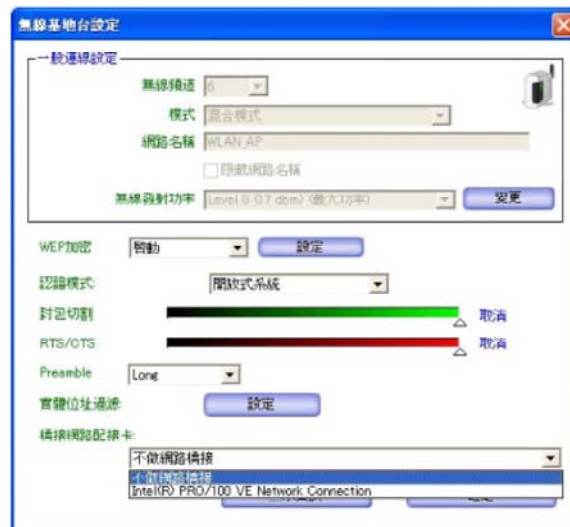 無線基地台設定
一般連線設定
無線頻道 6
模式 混合模式
網路名稱 WLAN_AP
隱藏網路名稱
無線發射功率 Level 0 (17 dbm) (最大功率) 變更
WEP加密 啓動 設定
認證模式: 開放式系統
封包切割 取消
RTS/CTS 取消
Preamble Long
實體位址過濾: 設定
橋接網路配接卡:
不做網路橋接
不做網路橋接
Intel(R) PRO/100 VE Network Connection